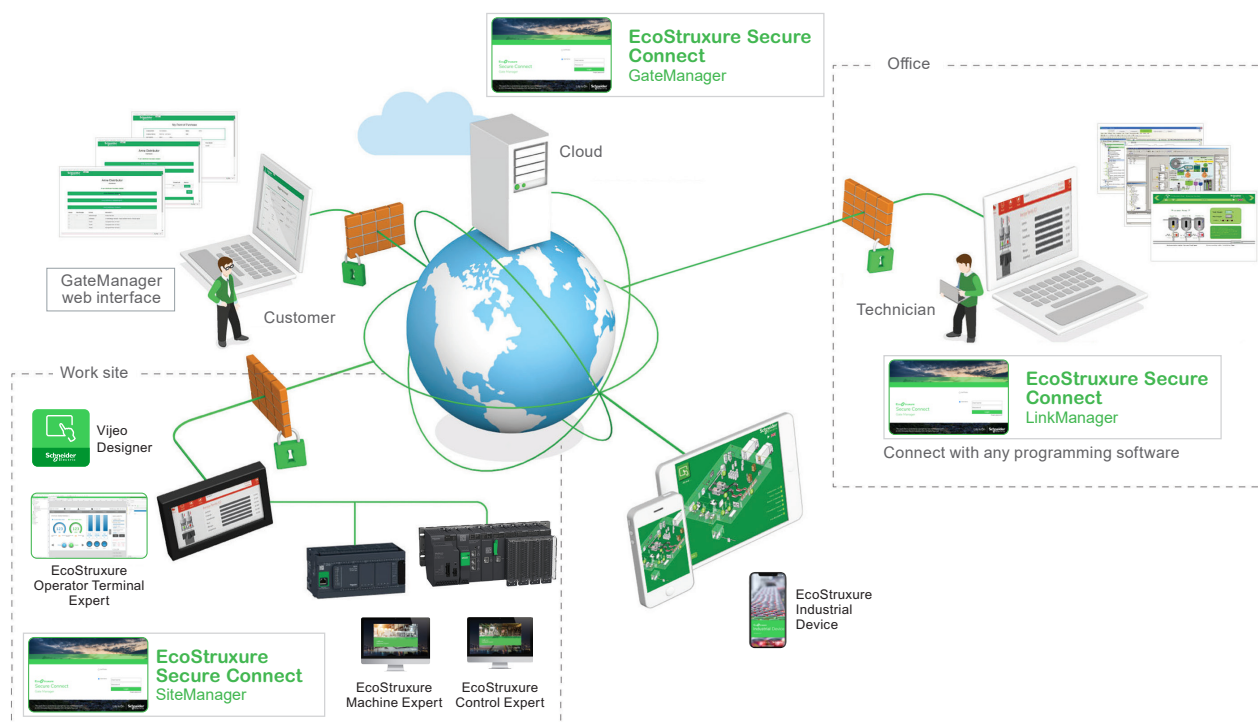 EcoStruxure Secure
Connect
GateManager
Office
Cloud
GateManager
web interface
Customer
Technician
EcoStruxure Secure
Connect
LinkManager
Connect with any programming software
Work site
Vijeo
Designer
Schneider
Electric
EcoStruxure
Operator Terminal
Expert
EcoStruxure
Secure Connect
SiteManager
EcoStruxure
Machine Expert
EcoStruxure
Control Expert
EcoStruxure
Industrial
Device